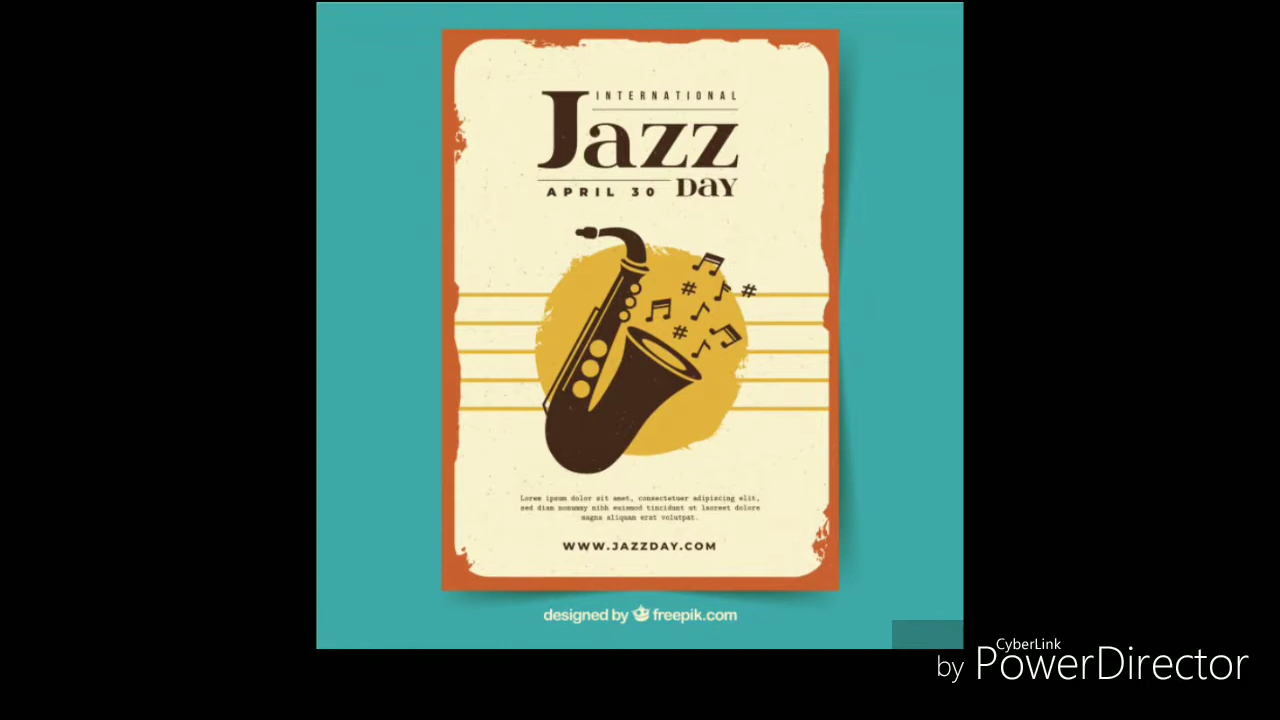 INTERNATIONAL
Jazz
APRIL 30 DAY
Lorem ipsum dolor sit amet, consectetuer adipiscing elit,
sed diam nonummy nibh euismod tincidunt ut laoreet dolore
magna aliquam erat volutpat.
WWW.JAZZDAY.COM
designed by freepik.com
CyberLink
by PowerDirector